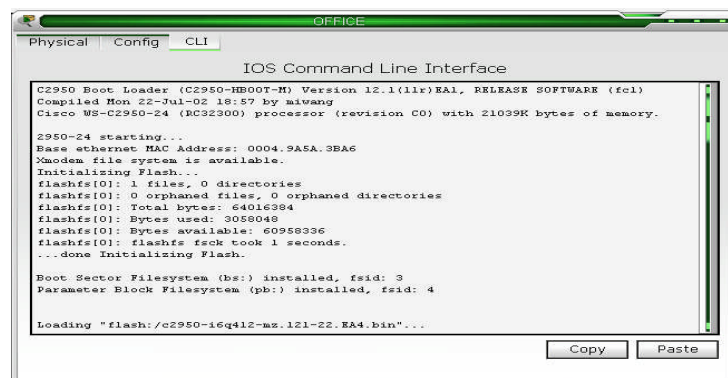 OFFICE
Physical Config CLI
IOS Command Line Interface
C2950 Boot Loader (C2950-HBOOT-M) Version 12.1(11r)EA1, RELEASE SOFTWARE (fc1)
Compiled Mon 22-Jul-02 18:57 by miwang
Cisco WS-C2950-24 (RC32300) processor (revision C0) with 21039K bytes of memory.
2950-24 starting...
Base ethernet MAC Address: 0004.9A5A.3BA6
Xmodem file system is available.
Initializing Flash...
flashfs[0]: 1 files, 0 directories
flashfs[0]: 0 orphaned files, 0 orphaned directories
flashfs[0]: Total bytes: 64016384
flashfs[0]: Bytes used: 3058048
flashfs[0]: Bytes available: 60958336
flashfs[0]: flashfs fsck took 1 seconds.
...done Initializing Flash.
Boot Sector Filesystem (bs:) installed, fsid: 3
Parameter Block Filesystem (pb:) installed, fsid: 4
Loading "flash:/c2950-i6q4l2-mz.121-22.EA4.bin"...
Copy Paste